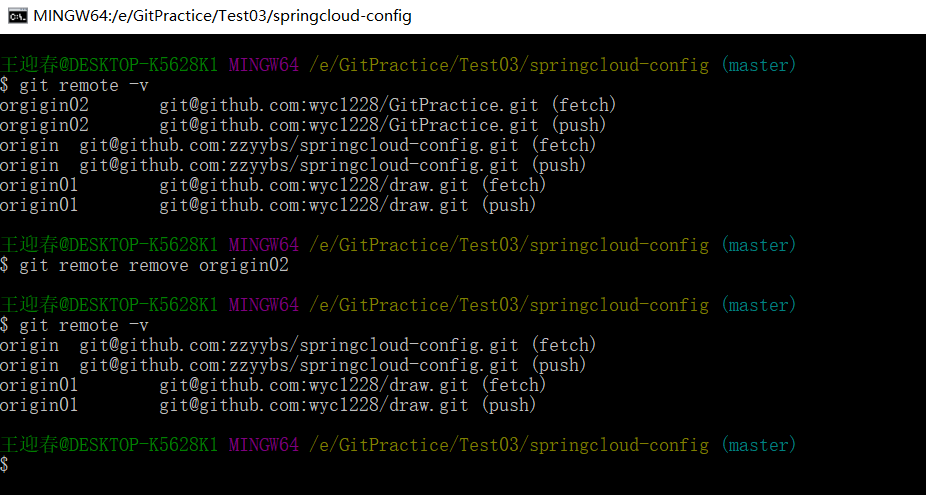 MINGW64:/e/GitPractice/Test03/springcloud-config
王迎春@DESKTOP-K5628K1 MINGW64 /e/GitPractice/Test03/springcloud-config (master)
$ git remote -v
orgigin02       git@github.com:wyc1228/GitPractice.git (fetch)
orgigin02       git@github.com:wyc1228/GitPractice.git (push)
origin  git@github.com:zzyybs/springcloud-config.git (fetch)
origin  git@github.com:zzyybs/springcloud-config.git (push)
origin01        git@github.com:wyc1228/draw.git (fetch)
origin01        git@github.com:wyc1228/draw.git (push)
王迎春@DESKTOP-K5628K1 MINGW64 /e/GitPractice/Test03/springcloud-config (master)
$ git remote remove orgigin02
王迎春@DESKTOP-K5628K1 MINGW64 /e/GitPractice/Test03/springcloud-config (master)
$ git remote -v
origin  git@github.com:zzyybs/springcloud-config.git (fetch)
origin  git@github.com:zzyybs/springcloud-config.git (push)
origin01        git@github.com:wyc1228/draw.git (fetch)
origin01        git@github.com:wyc1228/draw.git (push)
王迎春@DESKTOP-K5628K1 MINGW64 /e/GitPractice/Test03/springcloud-config (master)
$